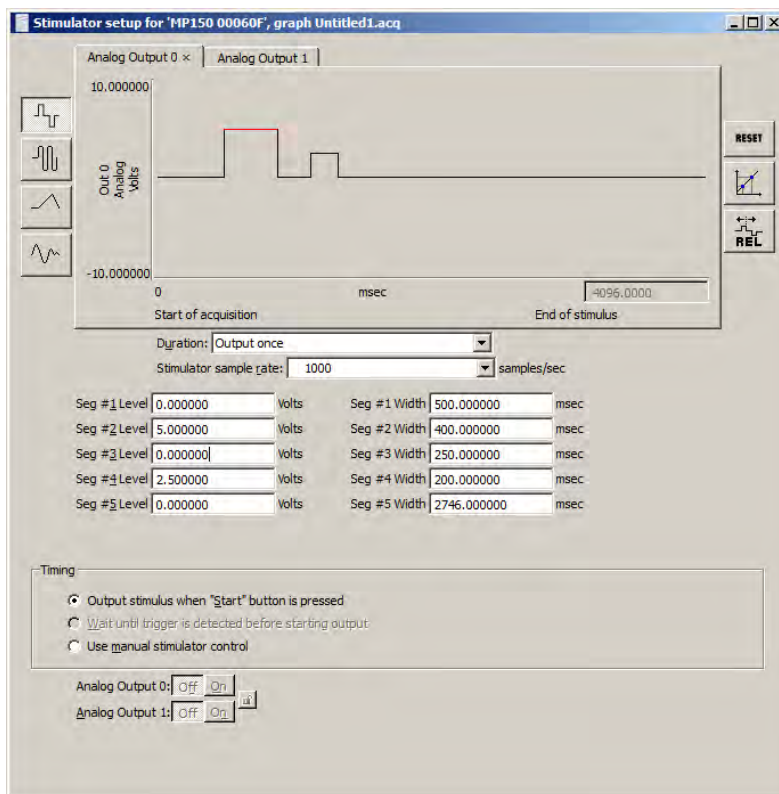 Stimulator setup for 'MP150 00060F', graph Untitled1.acq
Analog Output 0 × Analog Output 1
10.000000
Out 0
Analog
Volts
-10.000000
0 msec 4096.0000
Start of acquisition End of stimulus
RESET
REL
Duration: Output once
Stimulator sample rate: 1000 samples/sec
Seg #1 Level 0.000000 Volts Seg #1 Width 500.000000 msec
Seg #2 Level 5.000000 Volts Seg #2 Width 400.000000 msec
Seg #3 Level 0.000000 Volts Seg #3 Width 250.000000 msec
Seg #4 Level 2.500000 Volts Seg #4 Width 200.000000 msec
Seg #5 Level 0.000000 Volts Seg #5 Width 2746.000000 msec
Timing
Output stimulus when "Start" button is pressed
Wait until trigger is detected before starting output
Use manual stimulator control
Analog Output 0: Off On
Analog Output 1: Off On